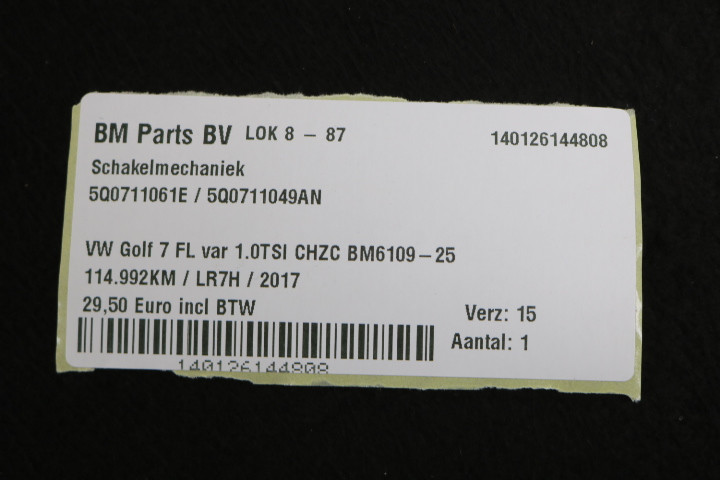 BM Parts BV LOK 8 - 87 140126144808
Schakelmechaniek
5Q0711061E / 5Q0711049AN
VW Golf 7 FL var 1.0TSI CHZC BM6109-25
114.992KM / LR7H / 2017
29,50 Euro incl BTW
Verz: 15
Aantal: 1
140126144808